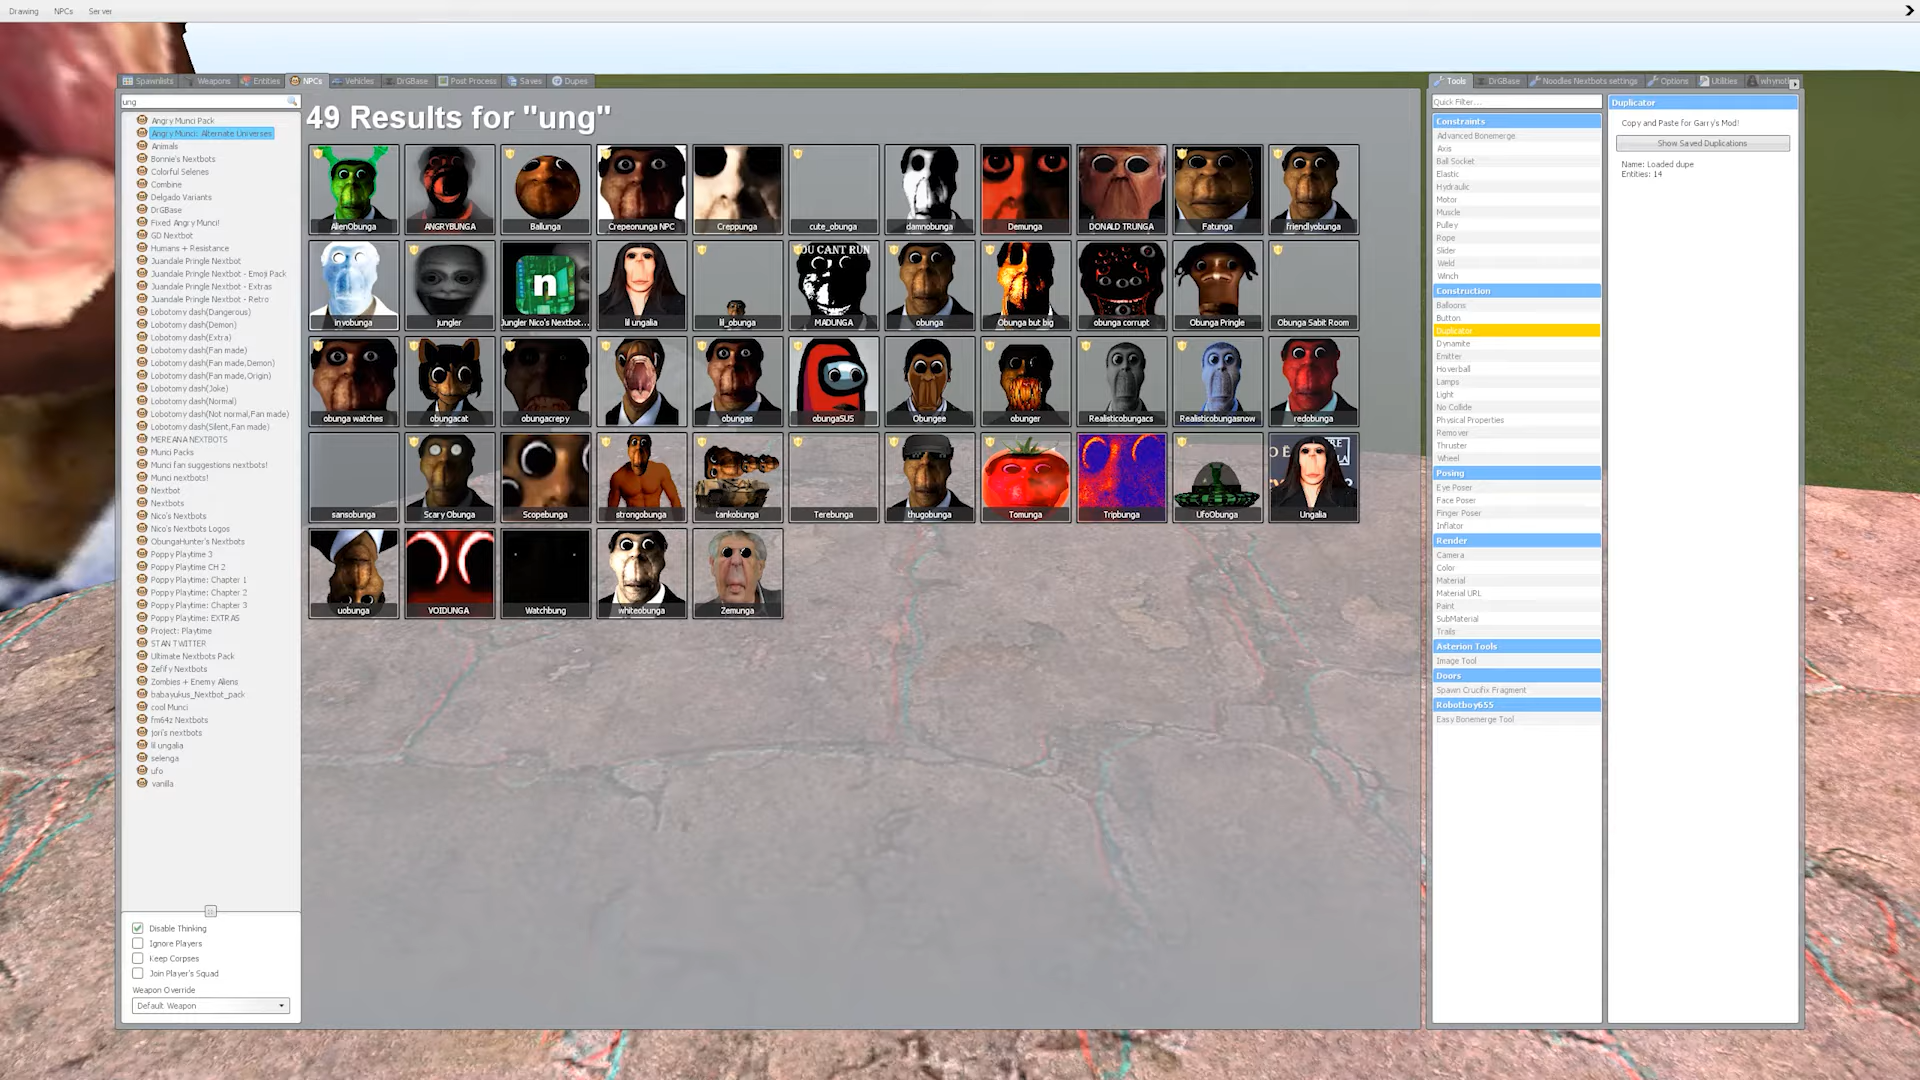 Drawing NPCs Server
Spawnlists Weapons Entities NPCs Vehicles DrGBase Post Process Saves Dupes
ung
Angry Munci Pack
Angry Munci: Alternate Universes
Animals
Bonnie's Nextbots
Colorful Selenes
Combine
Delgado Variants
DrGBase
Fixed Angry Munci!
GD Nextbot
Humans + Resistance
Juandale Pringle Nextbot
Juandale Pringle Nextbot - Emoji Pack
Juandale Pringle Nextbot - Extras
Juandale Pringle Nextbot - Retro
Lobotomy dash(Dangerous)
Lobotomy dash(Demon)
Lobotomy dash(Extra)
Lobotomy dash(Fan made)
Lobotomy dash(Fan made,Demon)
Lobotomy dash(Fan made,Origin)
Lobotomy dash(Joke)
Lobotomy dash(Normal)
Lobotomy dash(Not normal,Fan made)
Lobotomy dash(Silent,Fan made)
MEREANA NEXTBOTS
Munci Packs
Munci fan suggestions nextbots!
Munci nextbots!
Nextbot
Nextbots
Nico's Nextbots
Nico's Nextbots Logos
ObungaHunter's Nextbots
Poppy Playtime 3
Poppy Playtime CH 2
Poppy Playtime: Chapter 1
Poppy Playtime: Chapter 2
Poppy Playtime: Chapter 3
Poppy Playtime: EXTRAS
Project: Playtime
STAN TWITTER
Ultimate Nextbots Pack
Zefify Nextbots
Zombies + Enemy Aliens
babayukus_Nextbot_pack
cool Munci
fm64z Nextbots
jori's nextbots
lil ungalia
selenga
ufo
vanilla
Disable Thinking
Ignore Players
Keep Corpses
Join Player's Squad
Weapon Override
Default Weapon
49 Results for "ung"
AlienObunga ANGRYBUNGA Ballunga Crepeonunga NPC Creppunga cute_obunga damnobunga Demunga DONALD TRUNGA Fatunga friendlyobunga
YOU CANT RUN
invobunga jungler Jungler Nico's Nextbot... lil ungalia lil_obunga MADUNGA obunga Obunga but big obunga corrupt Obunga Pringle Obunga Sabit Room
obunga watches obungacat obungacrepy obungas obungaSUS Obungee obunger Realisticobungacs Realisticobungasnow redobunga
sansobunga Scary Obunga Scopebunga strongobunga tankobunga Terebunga thugobunga Tomunga Tripbunga UfoObunga Ungalia
uobunga VOIDUNGA Watchbung whiteobunga Zemunga
Tools DrGBase Noodles Nextbots settings Options Utilities whynoth
Quick Filter...
Constraints
Advanced Bonemerge
Axis
Ball Socket
Elastic
Hydraulic
Motor
Muscle
Pulley
Rope
Slider
Weld
Winch
Construction
Balloons
Button
Duplicator
Dynamite
Emitter
Hoverball
Lamps
Light
No Collide
Physical Properties
Remover
Thruster
Wheel
Posing
Eye Poser
Face Poser
Finger Poser
Inflator
Render
Camera
Color
Material
Material URL
Paint
SubMaterial
Trails
Asterion Tools
Image Tool
Doors
Spawn Crucifix Fragment
Robotboy655
Easy Bonemerge Tool
Duplicator
Copy and Paste for Garry's Mod!
Show Saved Duplications
Name: Loaded dupe
Entities: 14